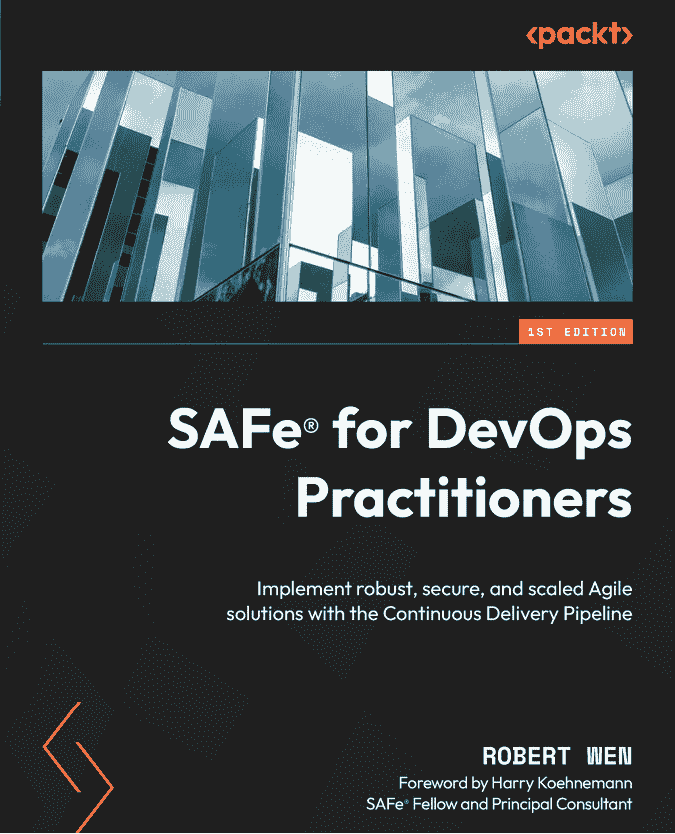 <packt>
1ST EDITION
SAFe® for DevOps
Practitioners
Implement robust, secure, and scaled Agile
solutions with the Continuous Delivery Pipeline
ROBERT WEN
Foreword by Harry Koehnemann
SAFe® Fellow and Principal Consultant